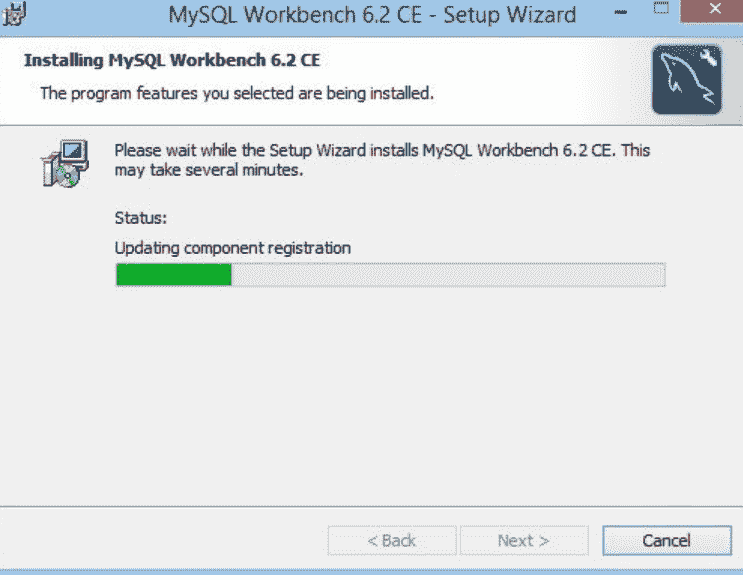 MySQL Workbench 6.2 CE - Setup Wizard
Installing MySQL Workbench 6.2 CE
The program features you selected are being installed.
Please wait while the Setup Wizard installs MySQL Workbench 6.2 CE. This
may take several minutes.
Status:
Updating component registration
< Back
Next >
Cancel